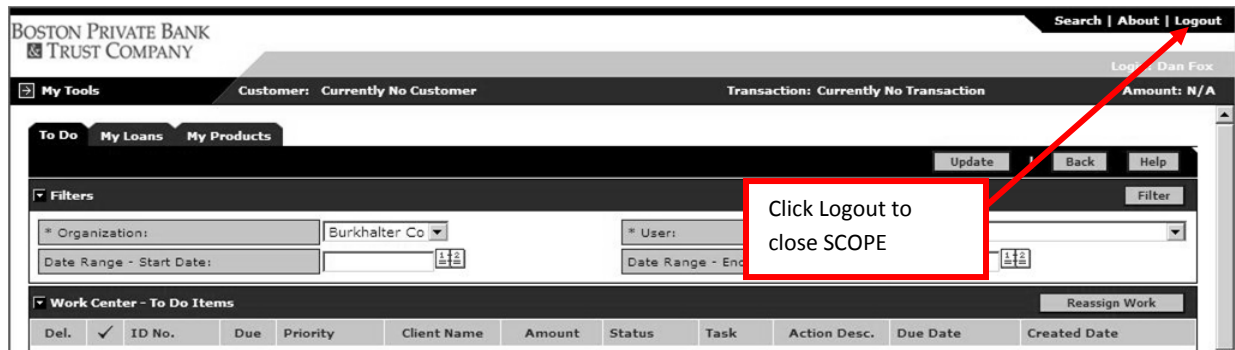 Search | About | Logout
BOSTON PRIVATE BANK
& TRUST COMPANY
Login: Dan Fox
My Tools Customer: Currently No Customer Transaction: Currently No Transaction Amount: N/A
To Do My Loans My Products
Update Back Help
Filters Filter
* Organization: Burkhalter Co * User:
Date Range - Start Date: Date Range - End
Click Logout to
close SCOPE
Work Center - To Do Items Reassign Work
Del. ✓ ID No. Due Priority Client Name Amount Status Task Action Desc. Due Date Created Date